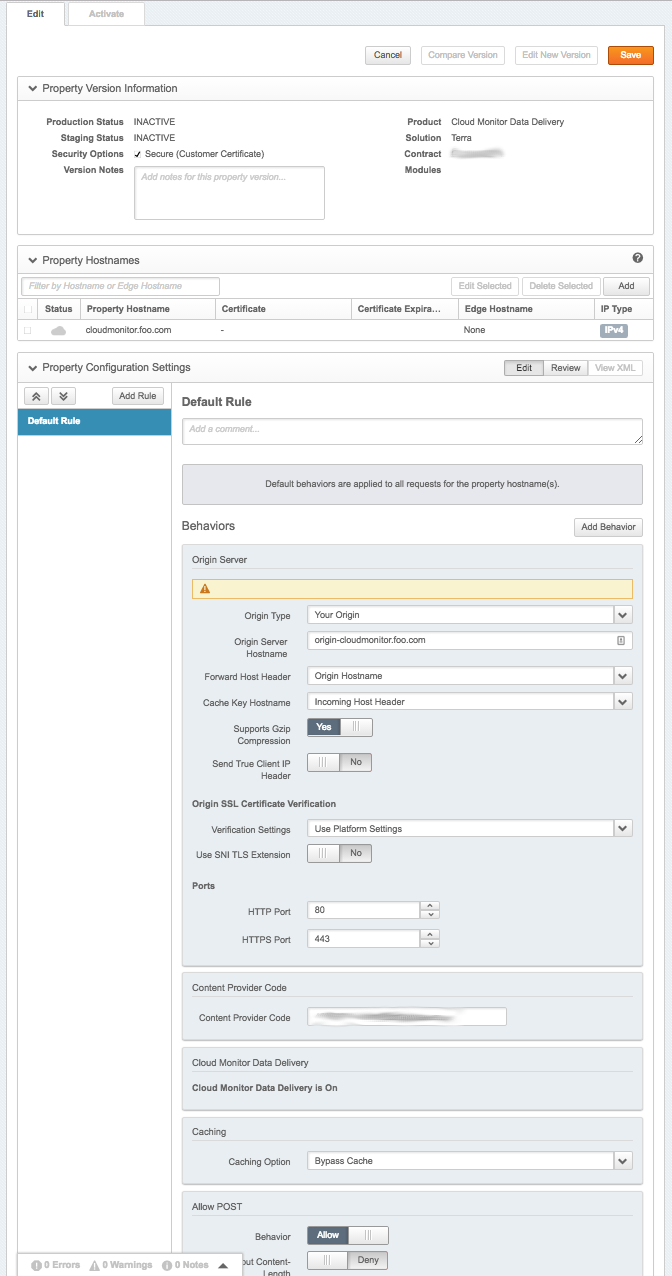 Edit
Activate
Cancel
Compare Version
Edit New Version
Save
Property Version Information
Production Status INACTIVE
Staging Status INACTIVE
Security Options Secure (Customer Certificate)
Version Notes Add notes for this property version...
Product Cloud Monitor Data Delivery
Solution Terra
Contract
Modules
Property Hostnames
?
Filter by Hostname or Edge Hostname
Edit Selected
Delete Selected
Add
Status Property Hostname Certificate Certificate Expira... Edge Hostname IP Type
cloudmonitor.foo.com - None IPv4
Property Configuration Settings
Edit
Review
View XML
Add Rule
Default Rule
Default Rule
Add a comment...
Default behaviors are applied to all requests for the property hostname(s).
Behaviors
Add Behavior
Origin Server
Origin Type Your Origin
Origin Server
Hostname
origin-cloudmonitor.foo.com
Forward Host Header Origin Hostname
Cache Key Hostname Incoming Host Header
Supports Gzip
Compression
Yes
Send True Client IP
Header
No
Origin SSL Certificate Verification
Verification Settings Use Platform Settings
Use SNI TLS Extension No
Ports
HTTP Port 80
HTTPS Port 443
Content Provider Code
Content Provider Code
Cloud Monitor Data Delivery
Cloud Monitor Data Delivery is On
Caching
Caching Option Bypass Cache
Allow POST
Behavior Allow
out Content-
Length
Deny
0 Errors 0 Warnings 0 Notes